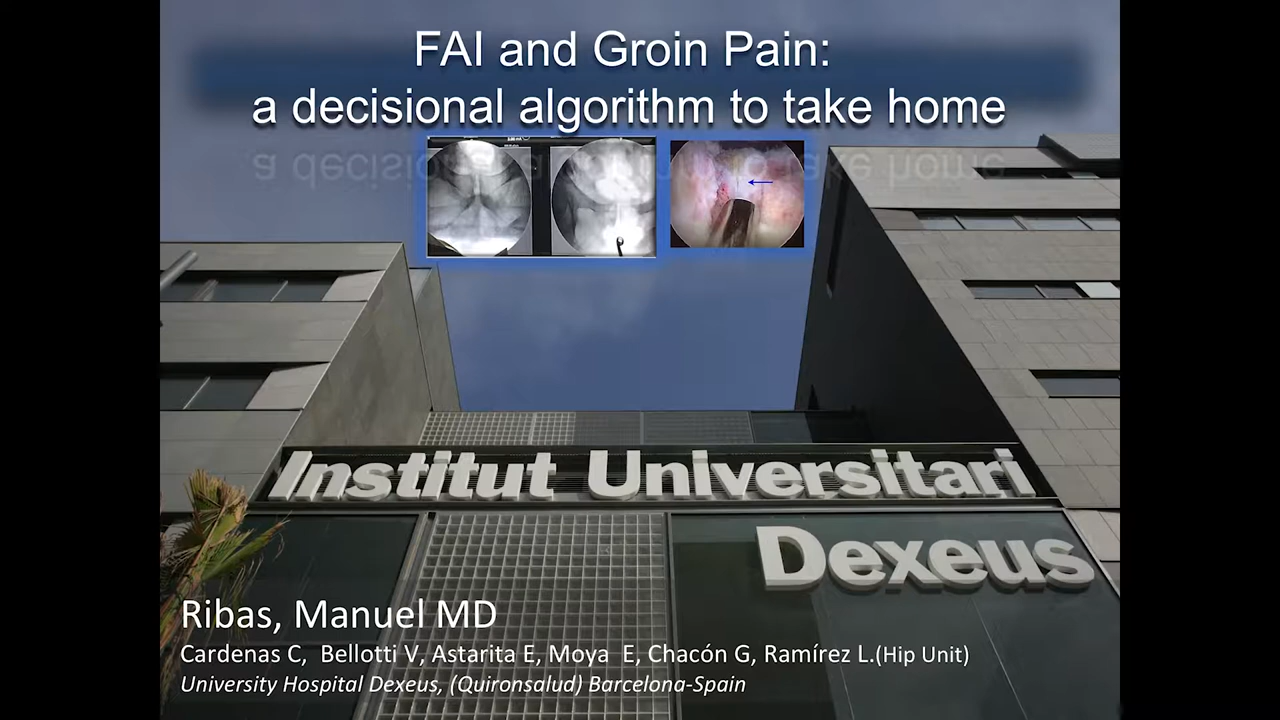 FAI and Groin Pain:
a decisional algorithm to take home
Institut Universitari
Dexeus
Ribas, Manuel MD
Cardenas C, Bellotti V, Astarita E, Moya E, Chacón G, Ramírez L.(Hip Unit)
University Hospital Dexeus, (Quironsalud) Barcelona-Spain